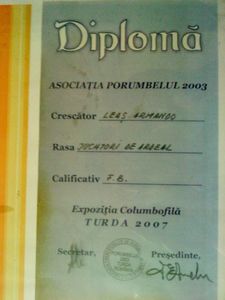 Diplomă
ASOCIAȚIA PORUMBELUL 2003
Crescător LEAȘ ARMANDO
Rasa JUCĂTORI DE ARDEAL
Calificativ F.B.
Expoziția Columbofilă
TURDA 2007
Secretar, Președinte,